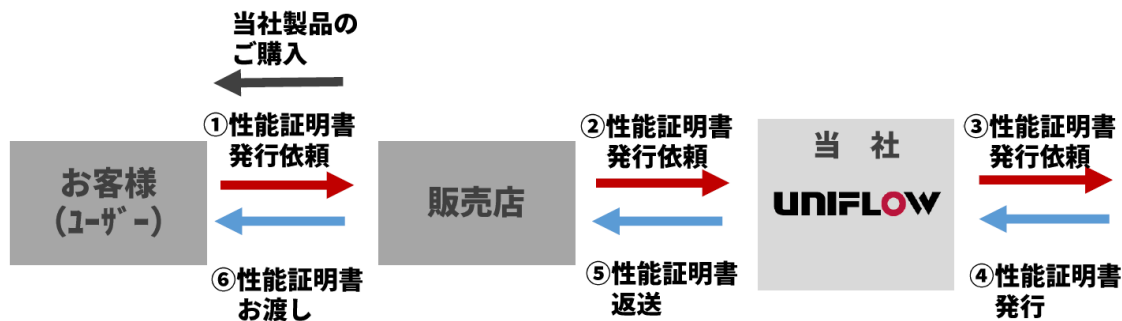 当社製品の
ご購入
①性能証明書
発行依頼
②性能証明書
発行依頼
③性能証明書
発行依頼
お客様
(ﾕｰｻﾞｰ)
販売店
当　社
UNIFLOW
⑥性能証明書
お渡し
⑤性能証明書
返送
④性能証明書
発行